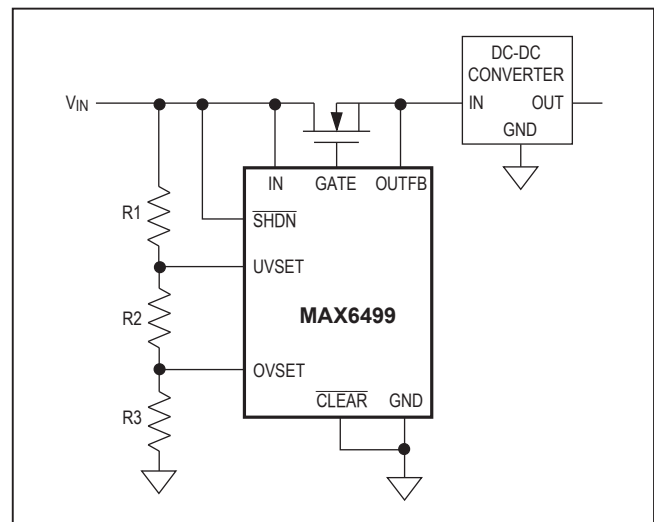 DC-DC
CONVERTER
IN OUT
GND
VIN
IN GATE OUTFB
SHDN
R1
UVSET
MAX6499
R2
OVSET
CLEAR GND
R3